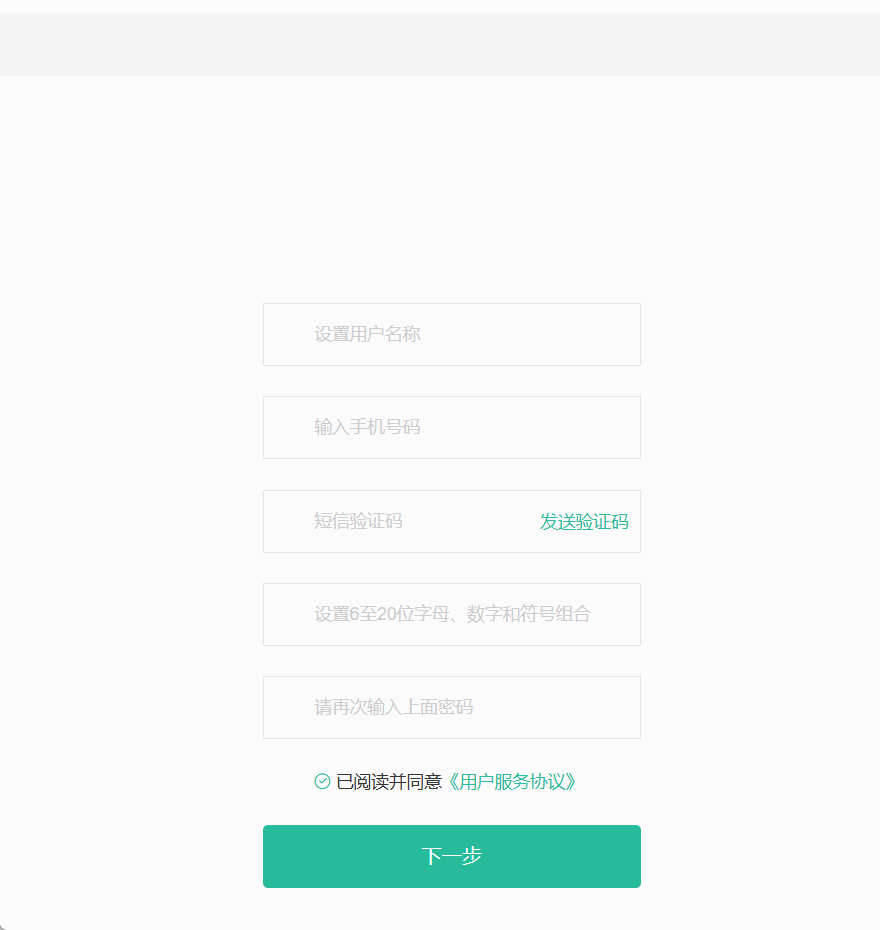 设置用户名称
输入手机号码
短信验证码 发送验证码
设置6至20位字母、数字和符号组合
请再次输入上面密码
已阅读并同意《用户服务协议》
下一步